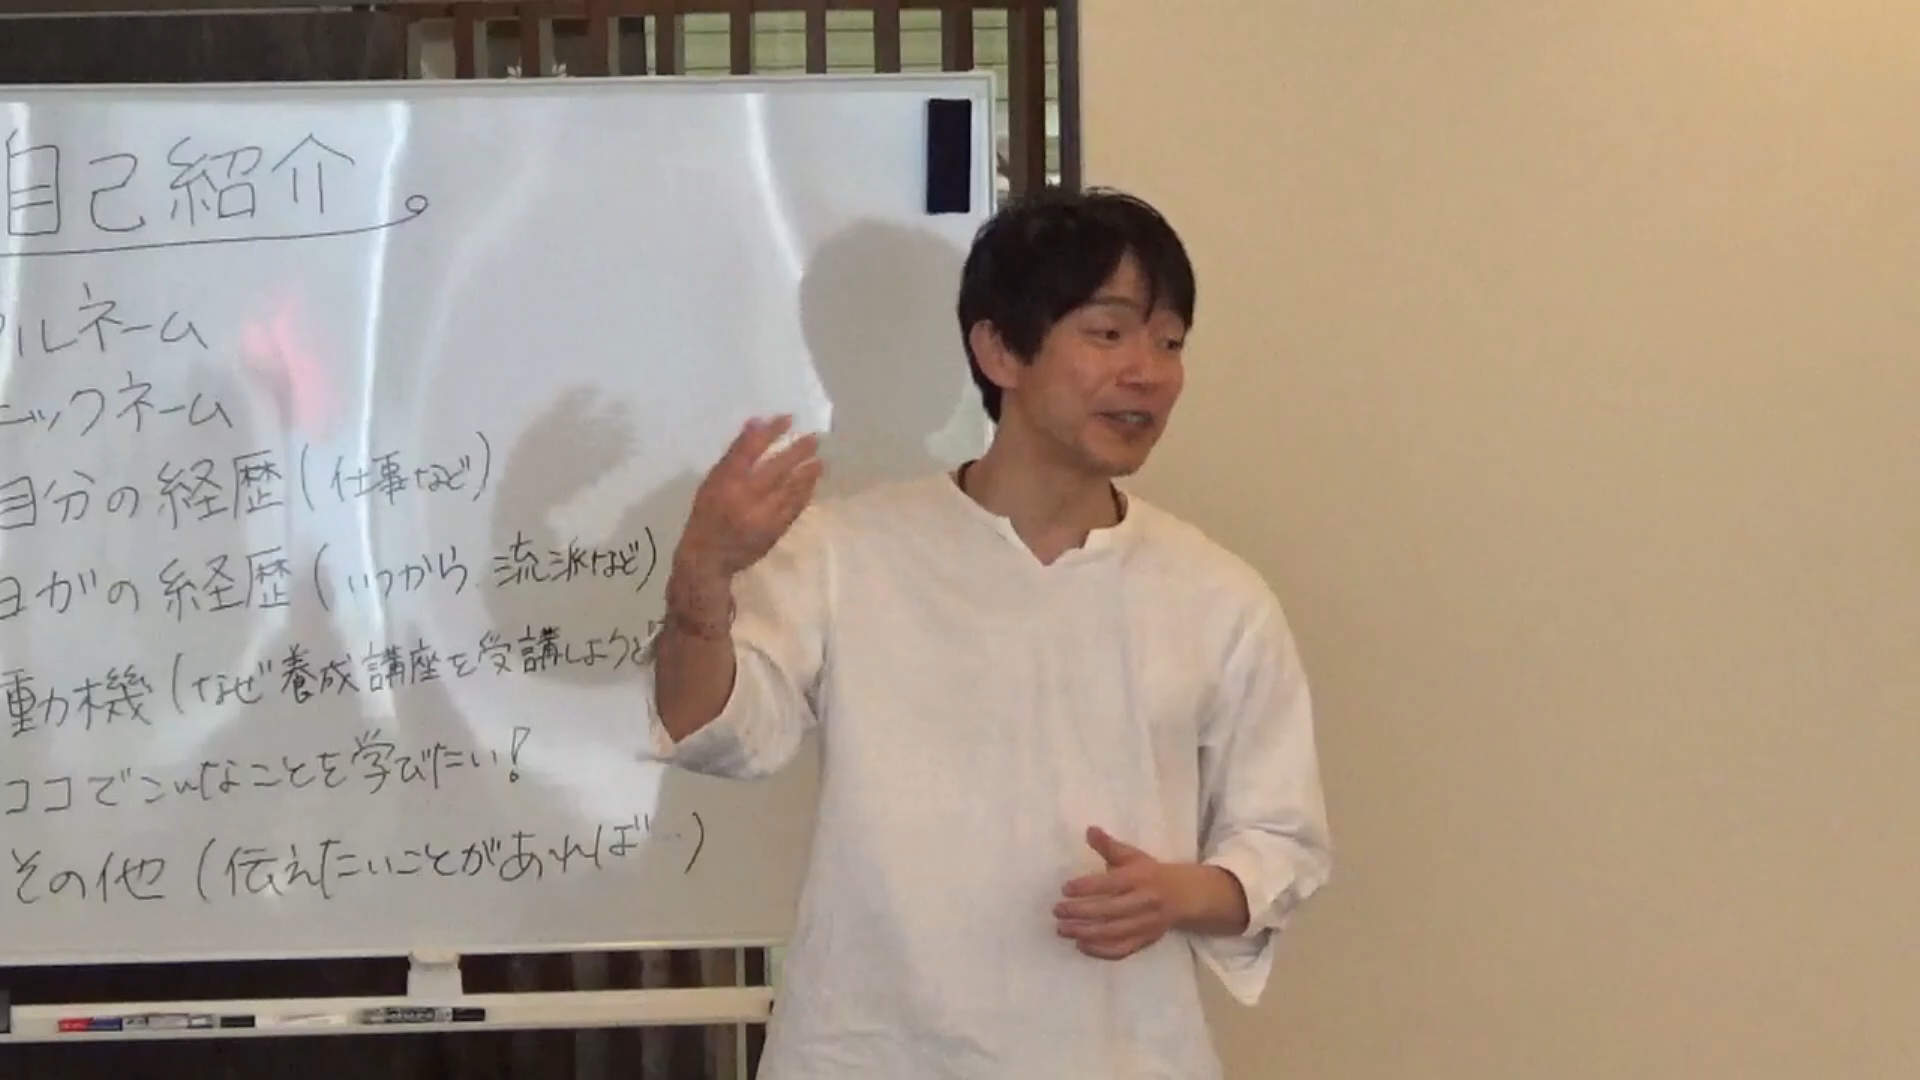 自己紹介
ルネーム
ニックネーム
自分の経歴(仕事など)
ヨガの経歴(いつから、流派など)
動機(なぜ養成講座を受講しようと
ココでこんなことを学びたい!
その他(伝えたいことがあれば…)